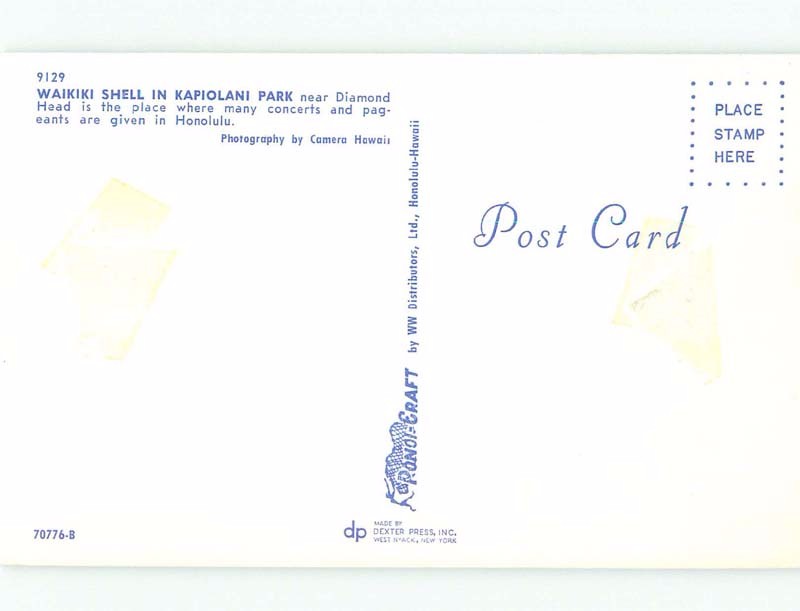 9129
WAIKIKI SHELL IN KAPIOLANI PARK near Diamond
Head is the place where many concerts and pag-
eants are given in Honolulu.
Photography by Camera Hawaii
PLACE
STAMP
HERE
Post Card
by WW Distributors, Ltd., Honolulu-Hawaii
70776-B
dp
MADE BY
DEXTER PRESS, INC.
WEST NYACK, NEW YORK